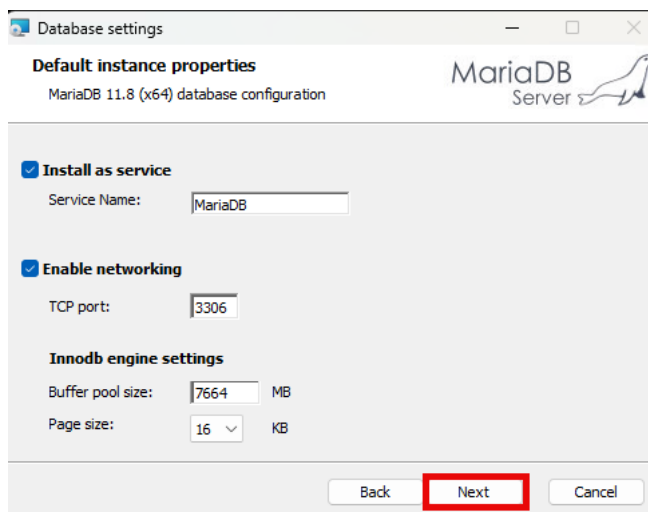 Database settings
Default instance properties
MariaDB 11.8 (x64) database configuration
MariaDB
Server
Install as service
Service Name: MariaDB
Enable networking
TCP port: 3306
Innodb engine settings
Buffer pool size: 7664 MB
Page size: 16 KB
Back Next Cancel